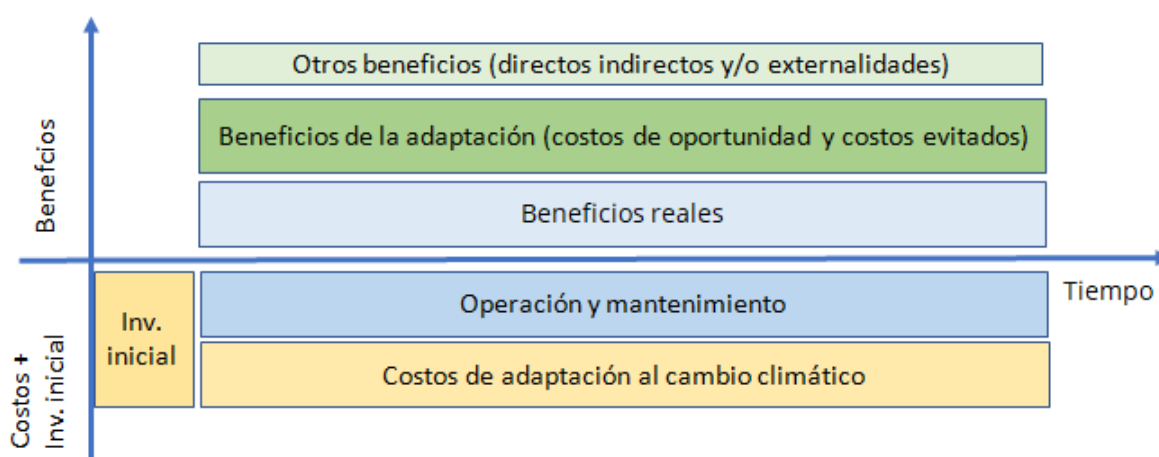 Otros beneficios (directos indirectos y/o externalidades)
Beneficios de la adaptación (costos de oportunidad y costos evitados)
Benefcios
Beneficios reales
Tiempo
Operación y mantenimiento
Inv.
inicial
Costos de adaptación al cambio climático
Costos +
Inv. inicial